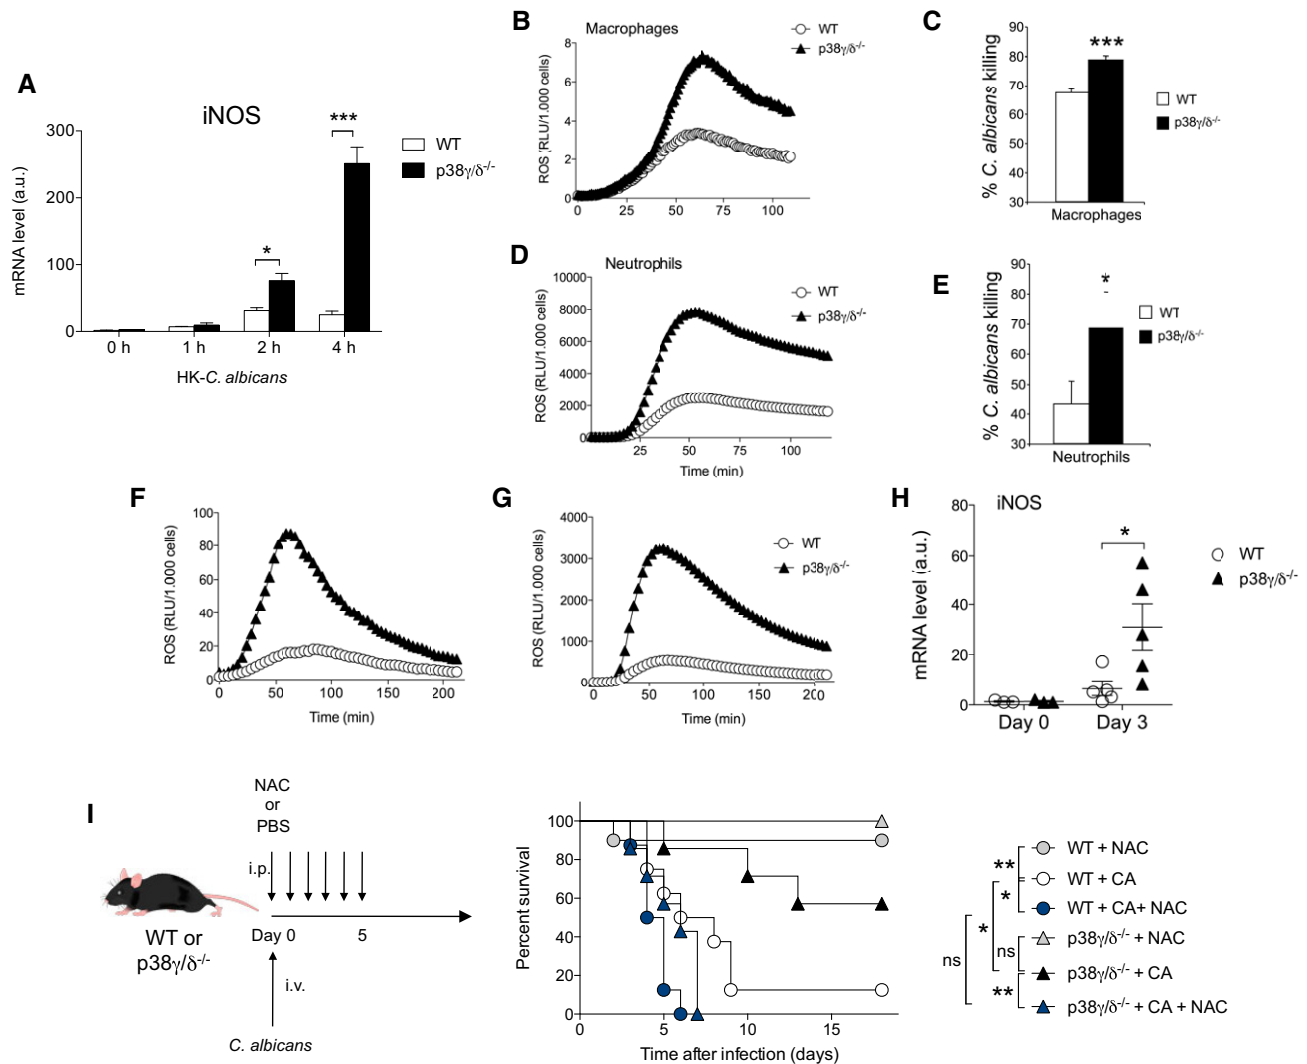 A
iNOS
mRNA level (a.u.)
300
200
100
0
***
*
WT
p38γ/δ-/-
0 h
1 h
2 h
4 h
HK-C. albicans
B
Macrophages
WT
p38γ/δ-/-
ROS (RLU/1.000 cells)
8
6
4
2
0
0
25
50
75
100
C
% C. albicans killing
90
80
70
60
50
40
30
***
WT
p38γ/δ-/-
Macrophages
D
Neutrophils
WT
p38γ/δ-/-
ROS (RLU/1.000 cells)
10000
8000
6000
4000
2000
0
25
50
75
100
Time (min)
E
% C. albicans killing
90
80
70
60
50
40
30
*
WT
p38γ/δ-/-
Neutrophils
F
ROS (RLU/1.000 cells)
100
80
60
40
20
0
0
50
100
150
200
Time (min)
G
ROS (RLU/1.000 cells)
4000
3000
2000
1000
0
WT
p38γ/δ-/-
0
50
100
150
200
Time (min)
H
iNOS
mRNA level (a.u.)
80
60
40
20
0
*
WT
p38γ/δ-/-
Day 0
Day 3
I
NAC
or
PBS
i.p.
WT or
p38γ/δ-/-
Day 0
5
i.v.
C. albicans
Percent survival
100
80
60
40
20
0
0
5
10
15
Time after infection (days)
WT + NAC
WT + CA
WT + CA+ NAC
p38γ/δ-/- + NAC
p38γ/δ-/- + CA
p38γ/δ-/- + CA + NAC
**
*
*
ns
ns
**